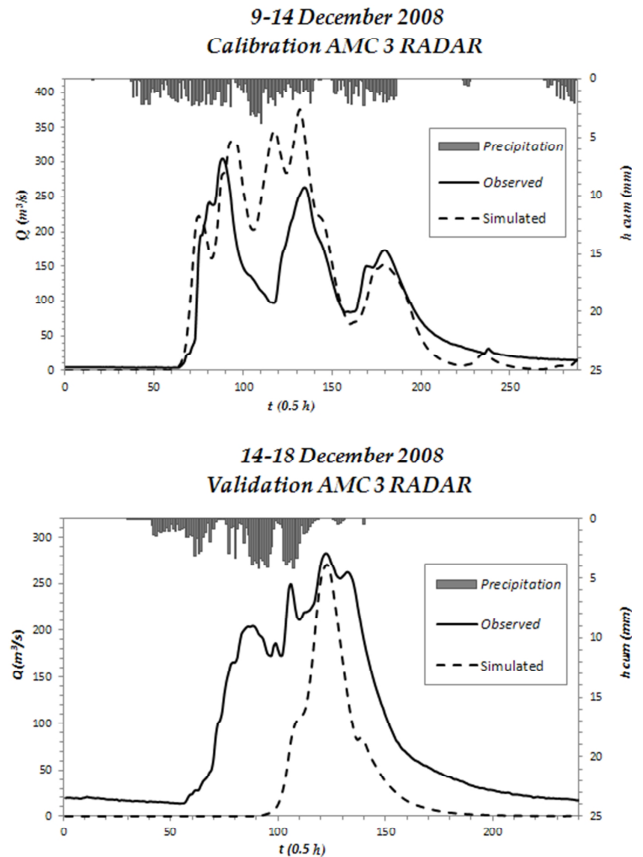 9-14 December 2008
Calibration AMC 3 RADAR
400
350
300
250
200
150
100
50
0
Q (m³/s)
0
5
10
15
20
25
h cum (mm)
Precipitation
Observed
Simulated
0 50 100 150 200 250
t (0.5 h)
14-18 December 2008
Validation AMC 3 RADAR
300
250
200
150
100
50
0
Q(m³/s)
0
5
10
15
20
25
h cum (mm)
Precipitation
Observed
Simulated
0 50 100 150 200
t (0.5 h)